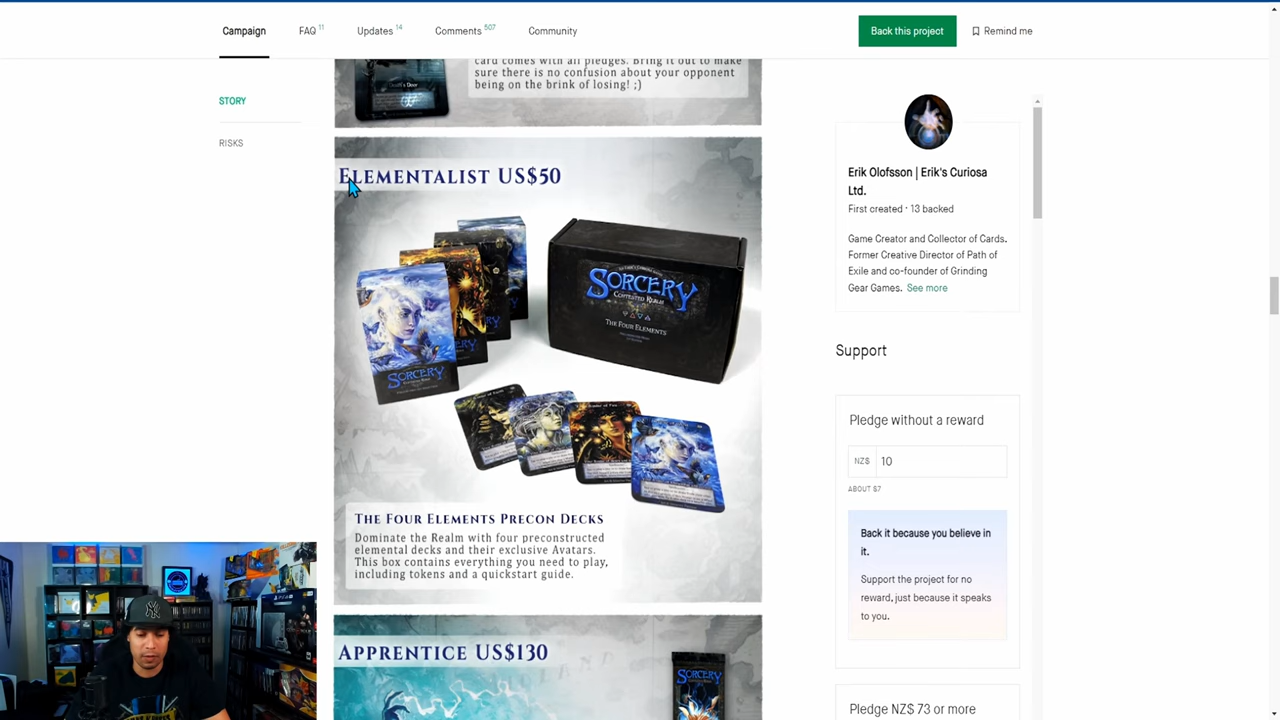 Campaign
FAQ 11
Updates 14
Comments 507
Community
Back this project
Remind me
STORY
RISKS
card comes with all pledges. Bring it out to make
sure there is no confusion about your opponent
being on the brink of losing! ;)
ELEMENTALIST US$50
SORCERY
CONTESTED REALM
THE FOUR ELEMENTS
SORCERY
THE FOUR ELEMENTS PRECON DECKS
Dominate the Realm with four preconstructed
elemental decks and their exclusive Avatars.
This box contains everything you need to play,
including tokens and a quickstart guide.
APPRENTICE US$130
SORCERY
Erik Olofsson | Erik's Curiosa
Ltd.
First created · 13 backed
Game Creator and Collector of Cards.
Former Creative Director of Path of
Exile and co-founder of Grinding
Gear Games. See more
Support
Pledge without a reward
NZ$ 10
ABOUT $7
Back it because you believe in
it.
Support the project for no
reward, just because it speaks
to you.
Pledge NZ$ 73 or more